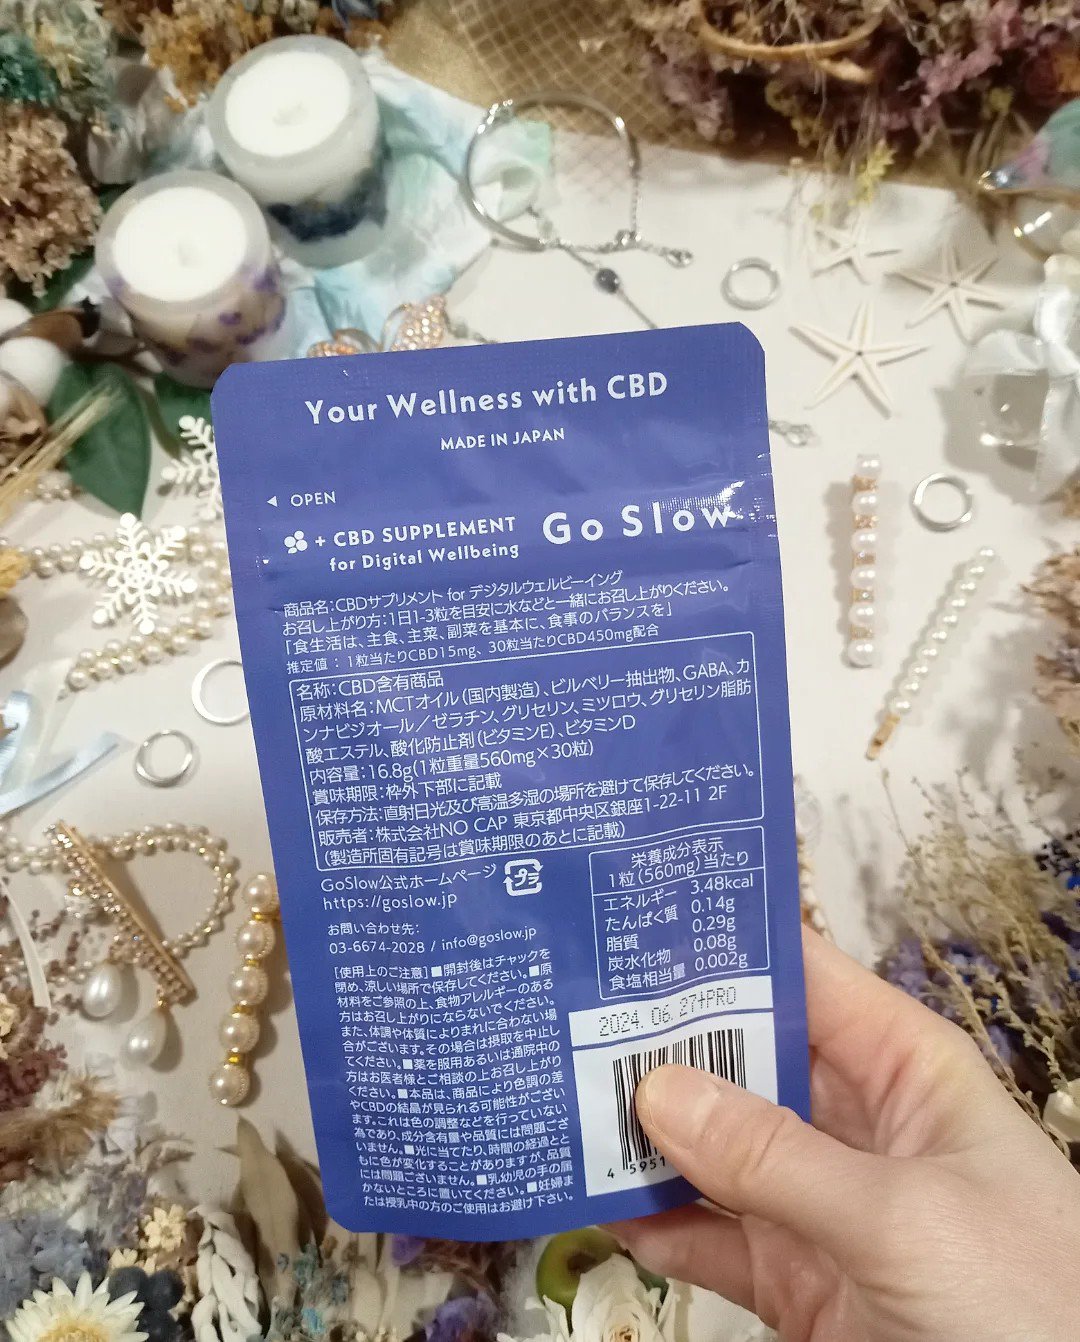 Your Wellness with CBD
MADE IN JAPAN
◀ OPEN
+ CBD SUPPLEMENT
for Digital Wellbeing
Go Slow
商品名：CBDサプリメント for デジタルウェルビーイング
お召し上がり方：1日1-3粒を目安に水などと一緒にお召し上がりください。
「食生活は、主食、主菜、副菜を基本に、食事のバランスを」
推定値：1粒当たりCBD15mg、30粒当たりCBD450mg配合
名称：CBD含有商品
原材料名：MCTオイル（国内製造）、ビルベリー抽出物、GABA、カ
ンナビジオール／ゼラチン、グリセリン、ミツロウ、グリセリン脂肪
酸エステル、酸化防止剤（ビタミンE）、ビタミンD
内容量：16.8g（1粒重量560mg×30粒）
賞味期限：枠外下部に記載
保存方法：直射日光及び高温多湿の場所を避けて保存してください。
販売者：株式会社NO CAP 東京都中央区銀座1-22-11 2F
（製造所固有記号は賞味期限のあとに記載）
GoSlow公式ホームページ
https://goslow.jp
プラ
お問い合わせ先：
03-6674-2028 / info@goslow.jp
［使用上のご注意］■開封後はチャックを
閉め、涼しい場所で保存してください。■原
材料をご参照の上、食物アレルギーのある
方はお召し上がりにならないでください。
また、体調や体質によりまれに合わない場
合がございます。その場合は摂取を中止し
てください。■薬を服用あるいは通院中の
方はお医者様とご相談の上お召し上がり
ください。■本品は、商品により色調の差
やCBDの結晶が見られる可能性がござい
ます。これは色の調整などを行っていない
為であり、成分含有量や品質には問題ござ
いません。■光に当てたり、時間の経過とと
もに色が変化することがありますが、品質
には問題ございません。■乳幼児の手の届
かないところに置いてください。■妊婦ま
たは授乳中の方のご使用はお避け下さい。
栄養成分表示
1粒（560mg）当たり
エネルギー 3.48kcal
たんぱく質 0.14g
脂質 0.29g
炭水化物 0.08g
食塩相当量 0.002g
2024. 06. 27+PRO
4 5951